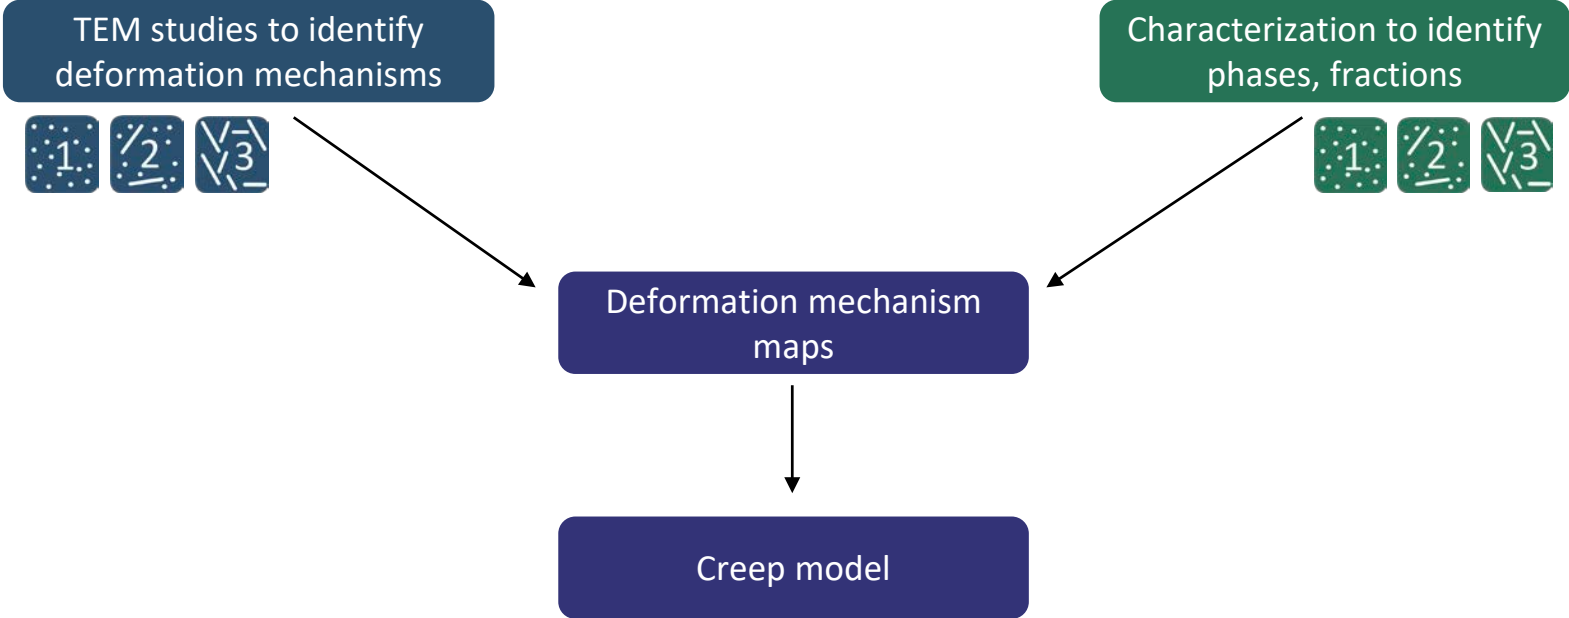 TEM studies to identify
deformation mechanisms
1 2 3
Characterization to identify
phases, fractions
1 2 3
Deformation mechanism
maps
Creep model